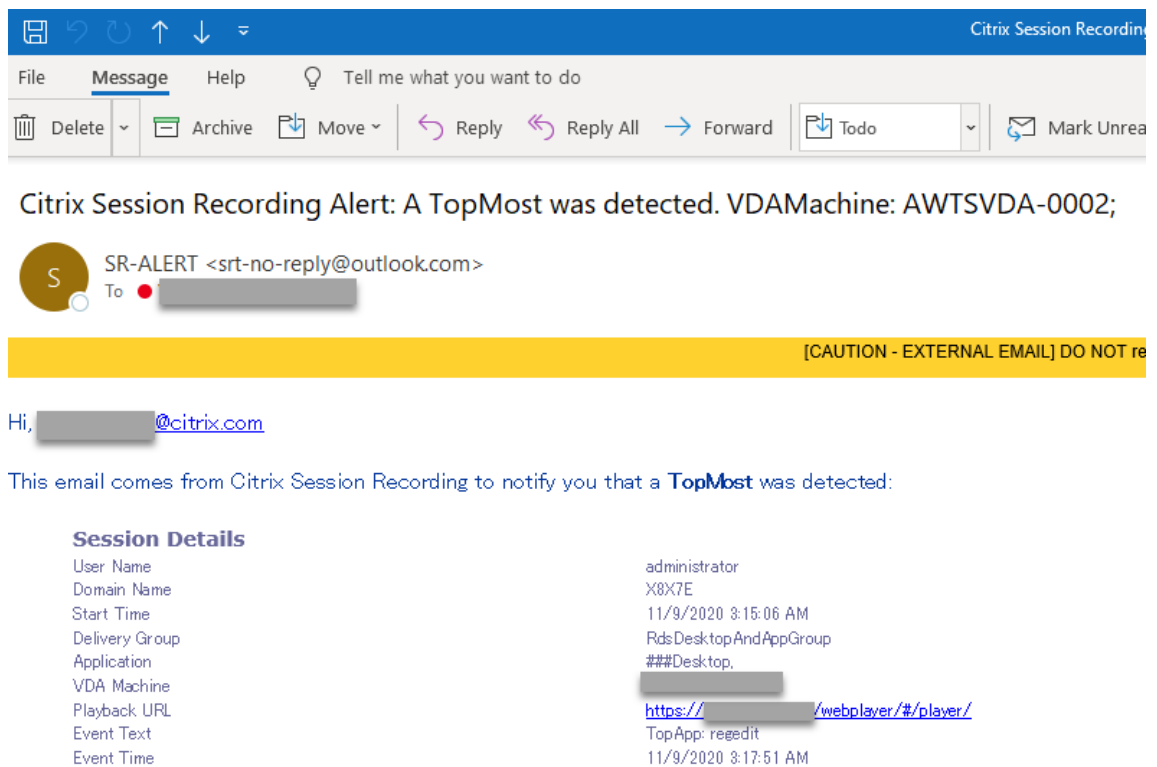 Citrix Session Recording
File Message Help Tell me what you want to do
Delete Archive Move Reply Reply All Forward Todo Mark Unrea
Citrix Session Recording Alert: A TopMost was detected. VDAMachine: AWTSVDA-0002;
S
SR-ALERT <srt-no-reply@outlook.com>
To
[CAUTION - EXTERNAL EMAIL] DO NOT re
Hi, @citrix.com
This email comes from Citrix Session Recording to notify you that a TopMost was detected:
Session Details
User Name administrator
Domain Name X8X7E
Start Time 11/9/2020 3:15:06 AM
Delivery Group RdsDesktopAndAppGroup
Application ###Desktop,
VDA Machine
Playback URL https:// /webplayer/#/player/
Event Text TopApp: regedit
Event Time 11/9/2020 3:17:51 AM